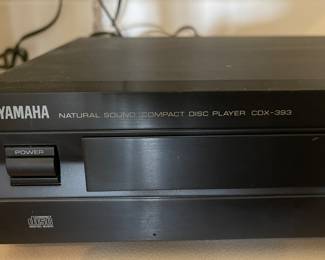 YAMAHA NATURAL SOUND COMPACT DISC PLAYER CDX-393
POWER